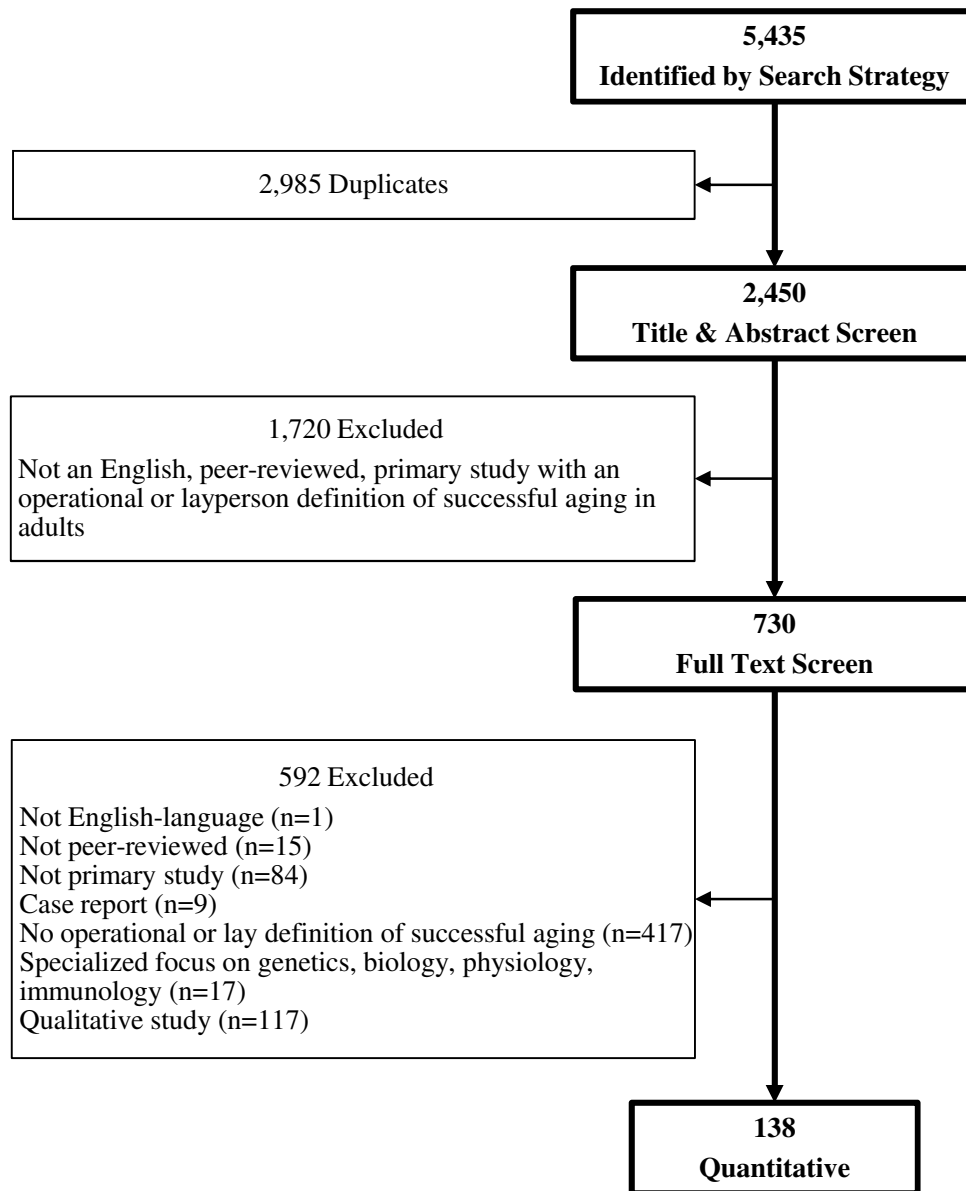 5,435
Identified by Search Strategy
2,985 Duplicates
2,450
Title & Abstract Screen
1,720 Excluded
Not an English, peer-reviewed, primary study with an
operational or layperson definition of successful aging in
adults
730
Full Text Screen
592 Excluded
Not English-language (n=1)
Not peer-reviewed (n=15)
Not primary study (n=84)
Case report (n=9)
No operational or lay definition of successful aging (n=417)
Specialized focus on genetics, biology, physiology,
immunology (n=17)
Qualitative study (n=117)
138
Quantitative